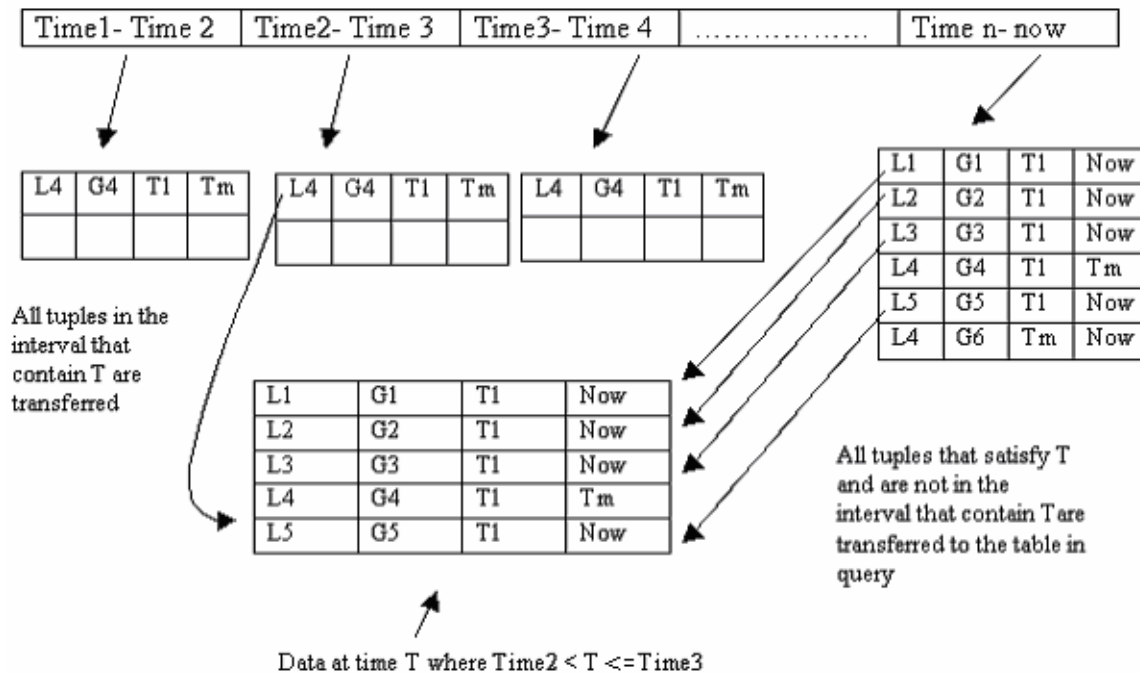 Time1- Time 2 Time2- Time 3 Time3- Time 4 ……………… Time n- now
L4 G4 T1 Tm
L4 G4 T1 Tm
L4 G4 T1 Tm
L1 G1 T1 Now
L2 G2 T1 Now
L3 G3 T1 Now
L4 G4 T1 Tm
L5 G5 T1 Now
L4 G6 Tm Now
All tuples in the
interval that
contain T are
transferred
L1 G1 T1 Now
L2 G2 T1 Now
L3 G3 T1 Now
L4 G4 T1 Tm
L5 G5 T1 Now
All tuples that satisfy T
and are not in the
interval that contain T are
transferred to the table in
query
Data at time T where Time2 < T <=Time3